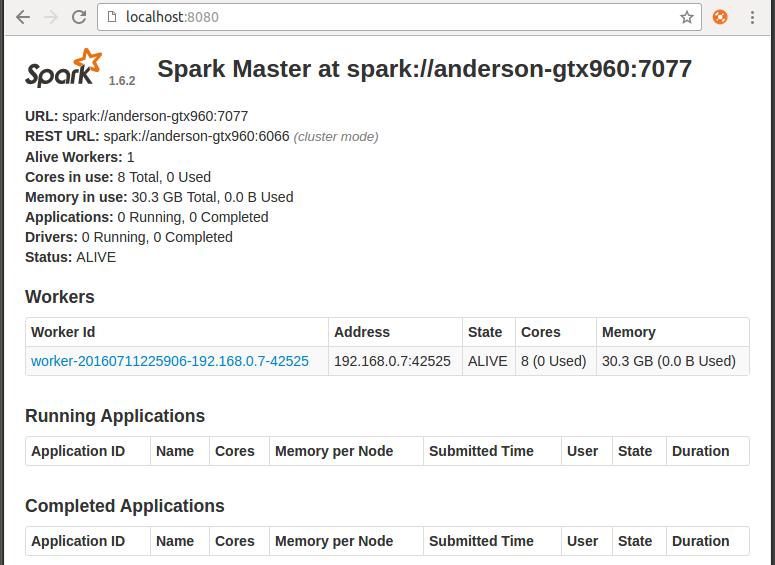 localhost:8080
Spark 1.6.2 Spark Master at spark://anderson-gtx960:7077
URL: spark://anderson-gtx960:7077
REST URL: spark://anderson-gtx960:6066 (cluster mode)
Alive Workers: 1
Cores in use: 8 Total, 0 Used
Memory in use: 30.3 GB Total, 0.0 B Used
Applications: 0 Running, 0 Completed
Drivers: 0 Running, 0 Completed
Status: ALIVE
Workers
Worker Id Address State Cores Memory
worker-20160711225906-192.168.0.7-42525 192.168.0.7:42525 ALIVE 8 (0 Used) 30.3 GB (0.0 B Used)
Running Applications
Application ID Name Cores Memory per Node Submitted Time User State Duration
Completed Applications
Application ID Name Cores Memory per Node Submitted Time User State Duration